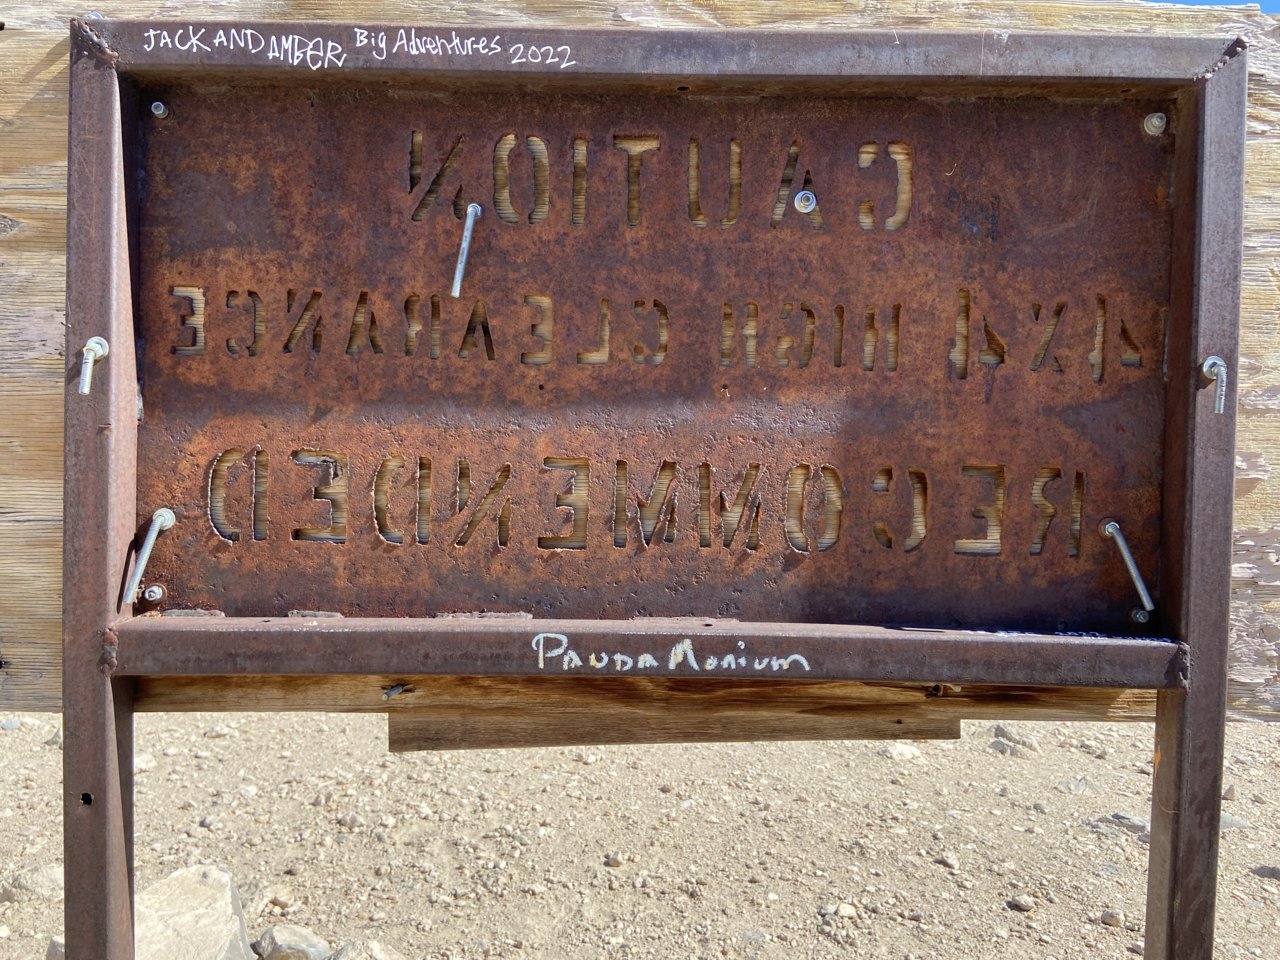 JACK AND AMBER Big Adventures 2022
CAUTION
4X4 HIGH CLEARANCE
RECOMMENDED
PANDAMonium